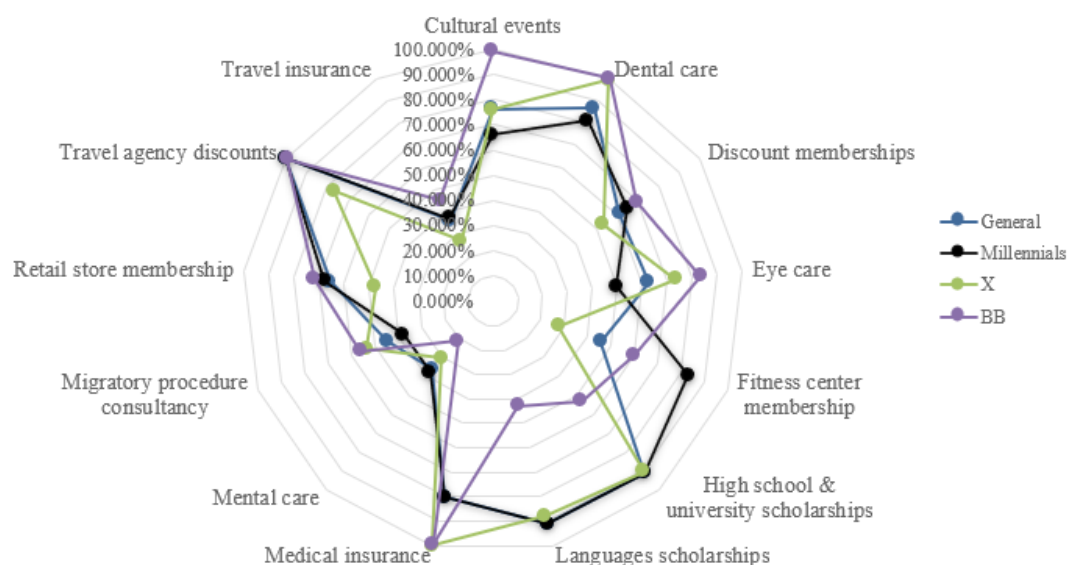 Cultural events
100.000%
90.000%
80.000%
70.000%
60.000%
50.000%
40.000%
30.000%
20.000%
10.000%
0.000%
Dental care
Discount memberships
Eye care
Fitness center
membership
High school &
university scholarships
Languages scholarships
Medical insurance
Mental care
Migratory procedure
consultancy
Retail store membership
Travel agency discounts
Travel insurance
General
Millennials
X
BB